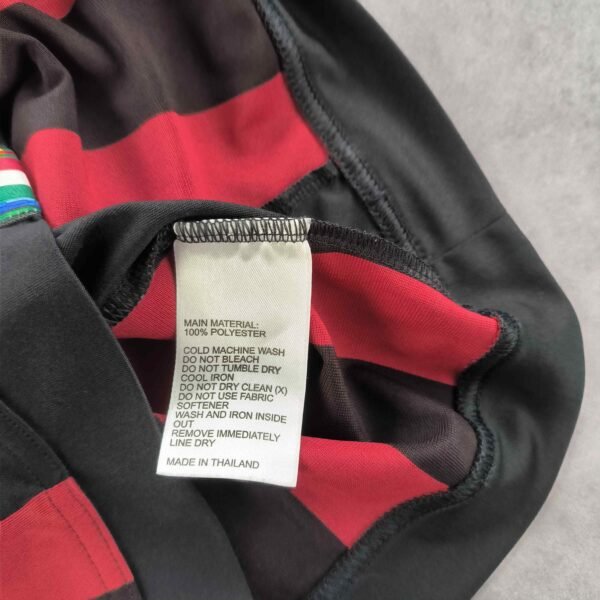 MAIN MATERIAL:
100% POLYESTER
COLD MACHINE WASH
DO NOT BLEACH
DO NOT TUMBLE DRY
COOL IRON
DO NOT DRY CLEAN (X)
DO NOT USE FABRIC
SOFTENER
WASH AND IRON INSIDE
OUT
REMOVE IMMEDIATELY
LINE DRY
MADE IN THAILAND